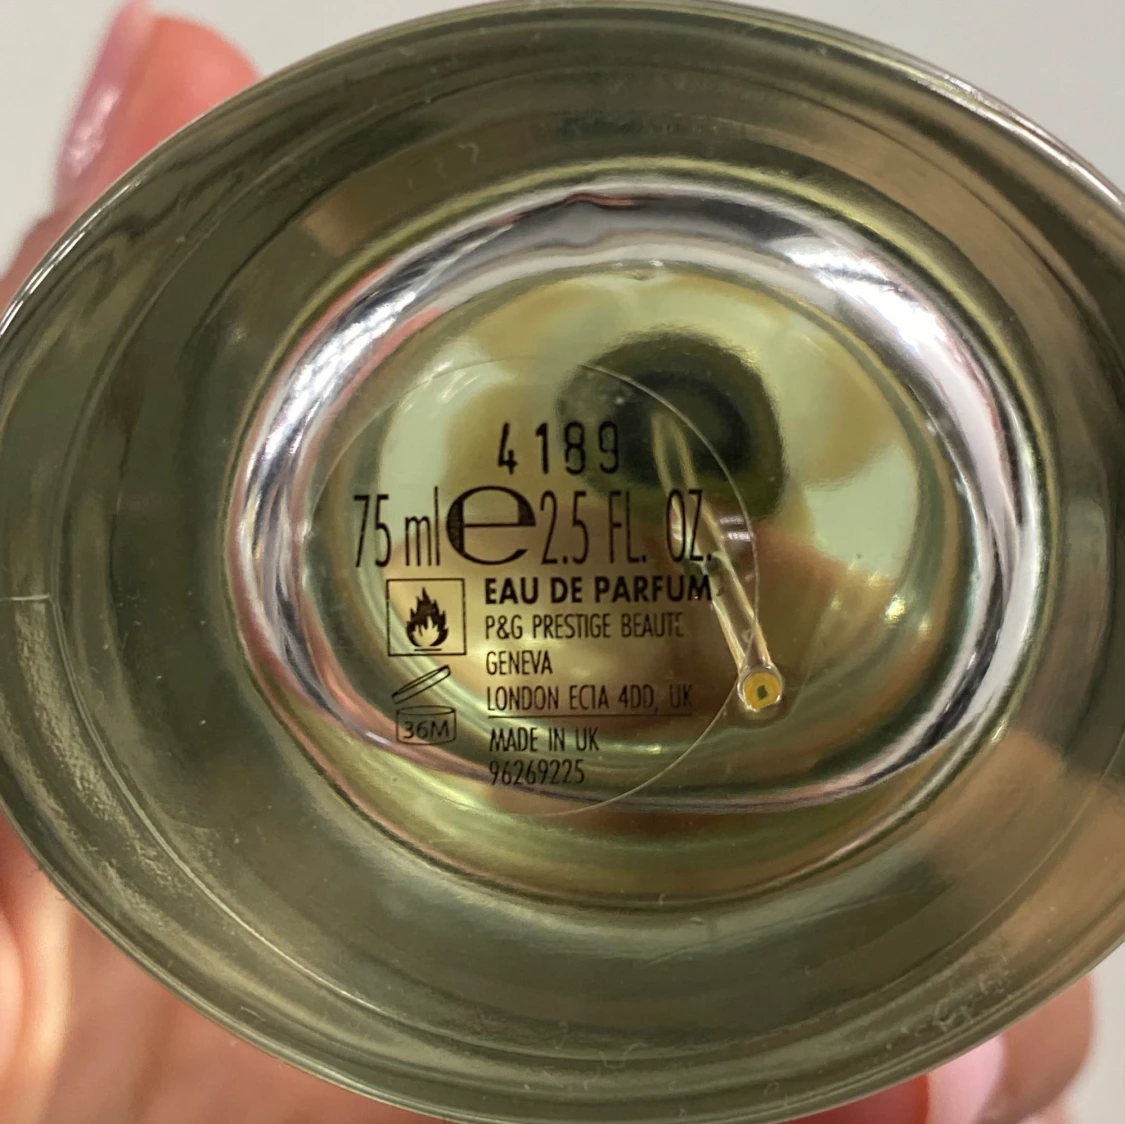 4189
75 ml e 2.5 FL. OZ.
EAU DE PARFUM
P&G PRESTIGE BEAUTE
GENEVA
LONDON EC1A 4DD, UK
36M
MADE IN UK
96269225